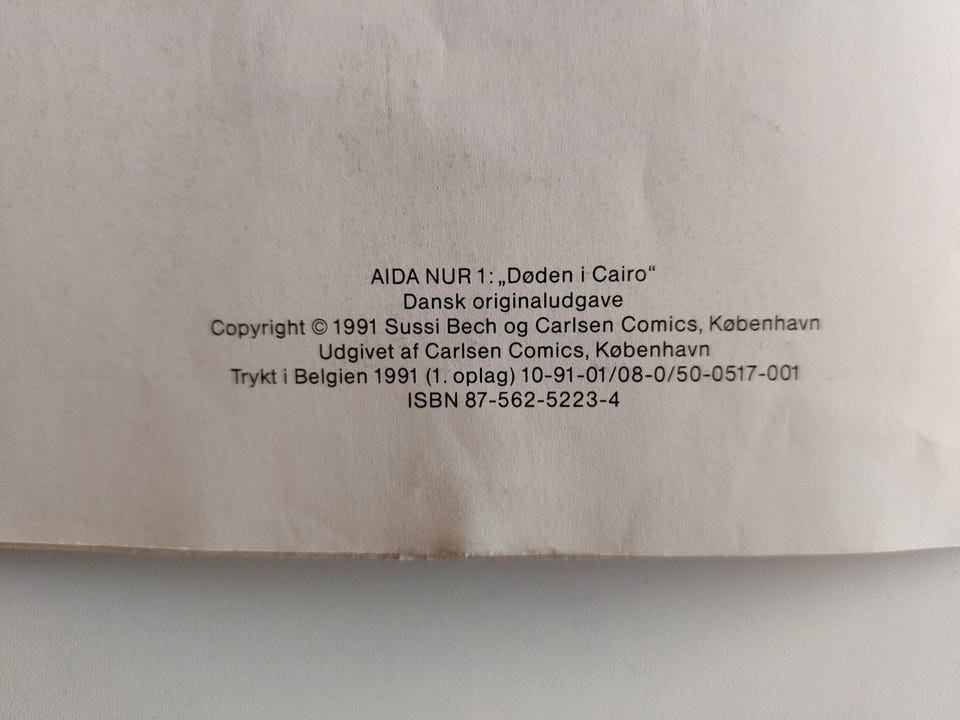 AIDA NUR 1: „Døden i Cairo“
Dansk originaludgave
Copyright © 1991 Sussi Bech og Carlsen Comics, København
Udgivet af Carlsen Comics, København
Trykt i Belgien 1991 (1. oplag) 10-91-01/08-0/50-0517-001
ISBN 87-562-5223-4